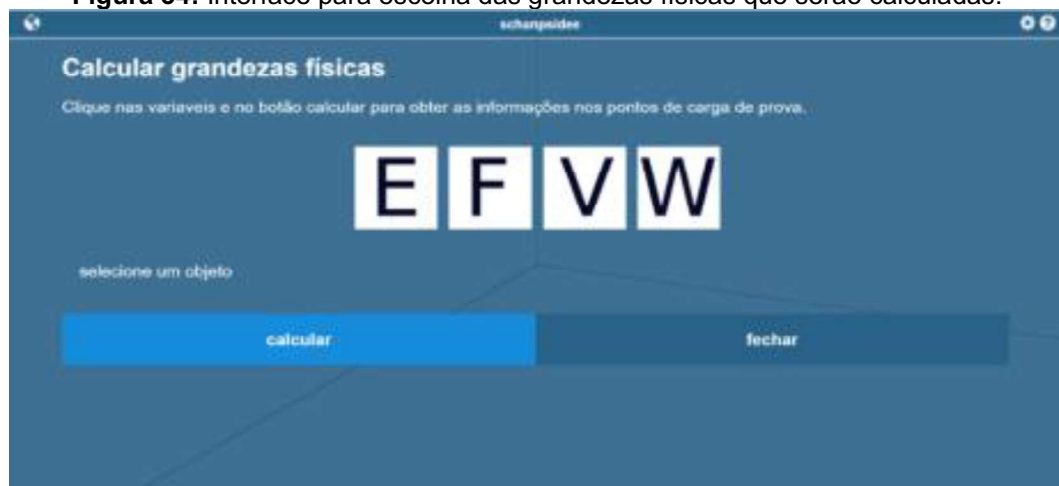 Figura 34: Interface para escolha das grandezas físicas que serão calculadas.
schanpsidee
Calcular grandezas físicas
Clique nas variaveis e no botão calcular para obter as informações nos pontos de carga de prova.
E F V W
selecione um objeto
calcular fechar